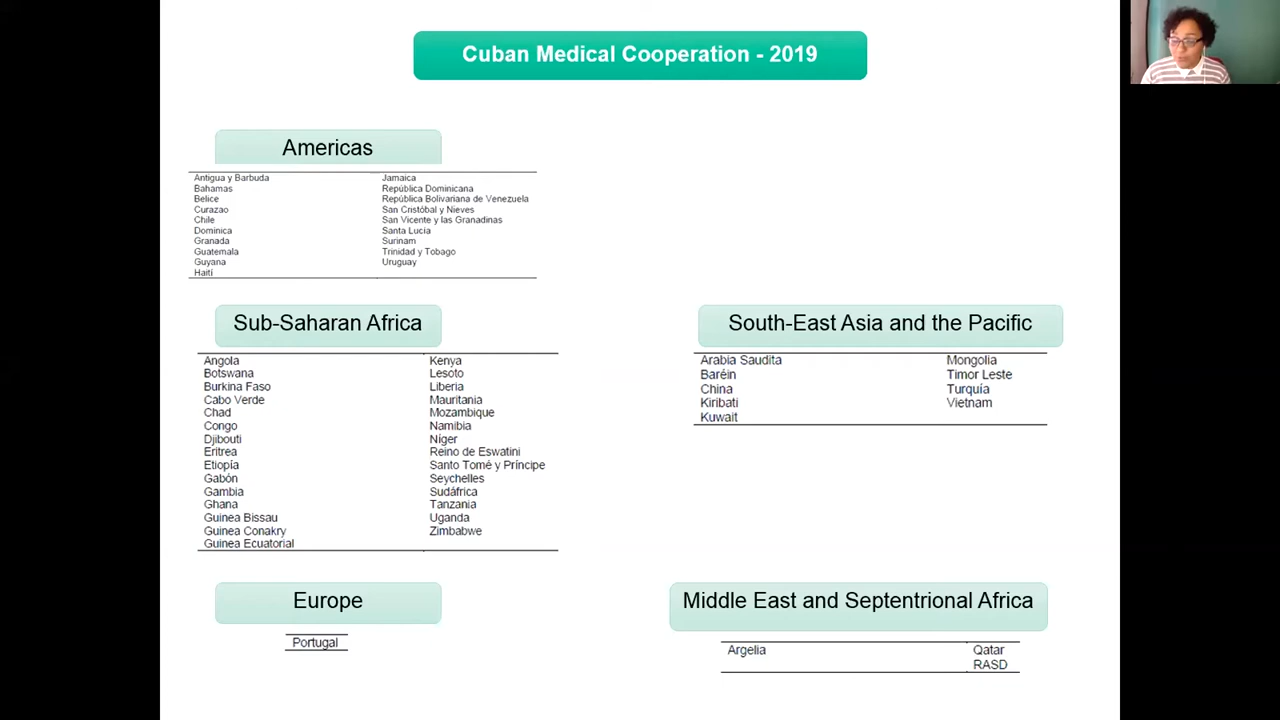 Cuban Medical Cooperation - 2019
Americas
Antigua y Barbuda
Bahamas
Belice
Curazao
Chile
Dominica
Granada
Guatemala
Guyana
Haití
Jamaica
República Dominicana
República Bolivariana de Venezuela
San Cristóbal y Nieves
San Vicente y las Granadinas
Santa Lucía
Surinam
Trinidad y Tobago
Uruguay
Sub-Saharan Africa
Angola
Botswana
Burkina Faso
Cabo Verde
Chad
Congo
Djibouti
Eritrea
Etiopía
Gabón
Gambia
Ghana
Guinea Bissau
Guinea Conakry
Guinea Ecuatorial
Kenya
Lesoto
Liberia
Mauritania
Mozambique
Namibia
Níger
Reino de Eswatini
Santo Tomé y Príncipe
Seychelles
Sudáfrica
Tanzania
Uganda
Zimbabwe
South-East Asia and the Pacific
Arabia Saudita
Baréin
China
Kiribati
Kuwait
Mongolia
Timor Leste
Turquía
Vietnam
Europe
Portugal
Middle East and Septentrional Africa
Argelia
Qatar
RASD